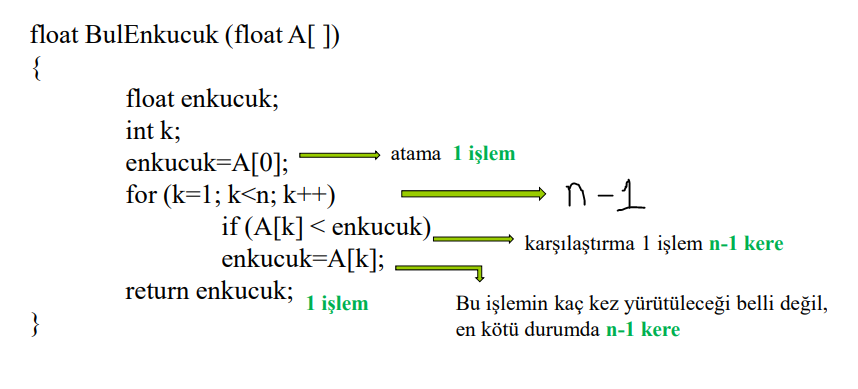 float BulEnkucuk (float A[ ])
{
float enkucuk;
int k;
enkucuk=A[0]; atama 1 işlem
for (k=1; k<n; k++) n-1
if (A[k] < enkucuk) karşılaştırma 1 işlem n-1 kere
enkucuk=A[k];
return enkucuk; 1 işlem
Bu işlemin kaç kez yürütüleceği belli değil,
en kötü durumda n-1 kere
}